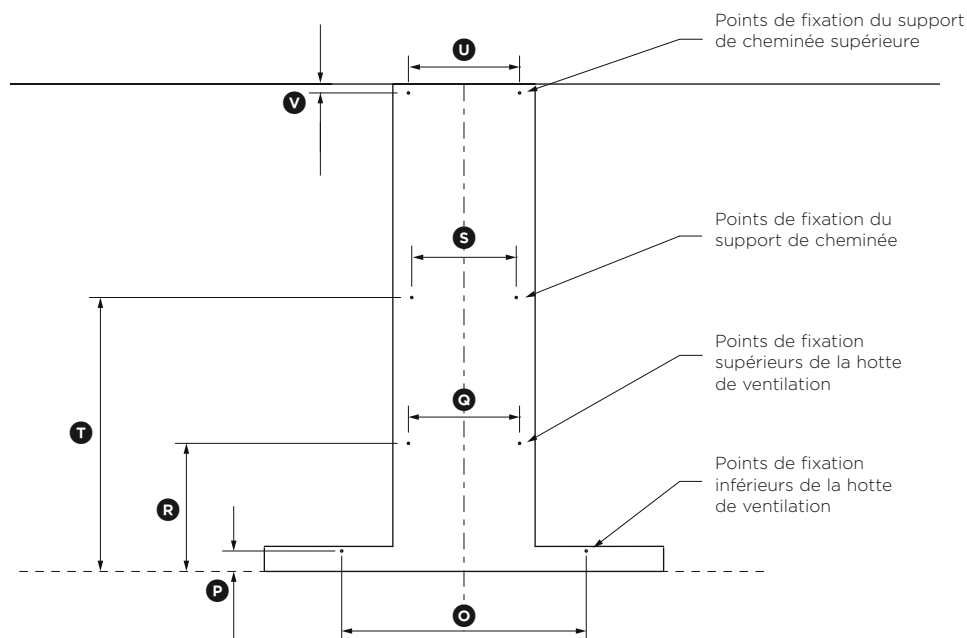 Points de fixation du support
de cheminée supérieure
U
V
Points de fixation du
support de cheminée
S
Points de fixation
supérieurs de la hotte
de ventilation
Q
T
Points de fixation
inférieurs de la hotte
de ventilation
R
P
O